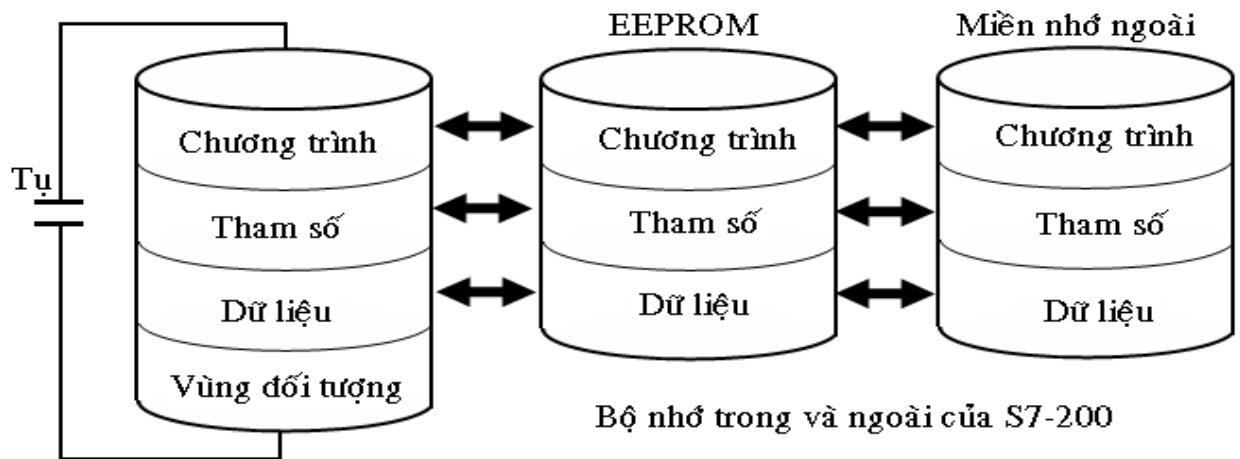 EEPROM
Miền nhớ ngoài
Tụ
Chương trình
Tham số
Dữ liệu
Vùng đối tượng
Chương trình
Tham số
Dữ liệu
Chương trình
Tham số
Dữ liệu
Bộ nhớ trong và ngoài của S7-200